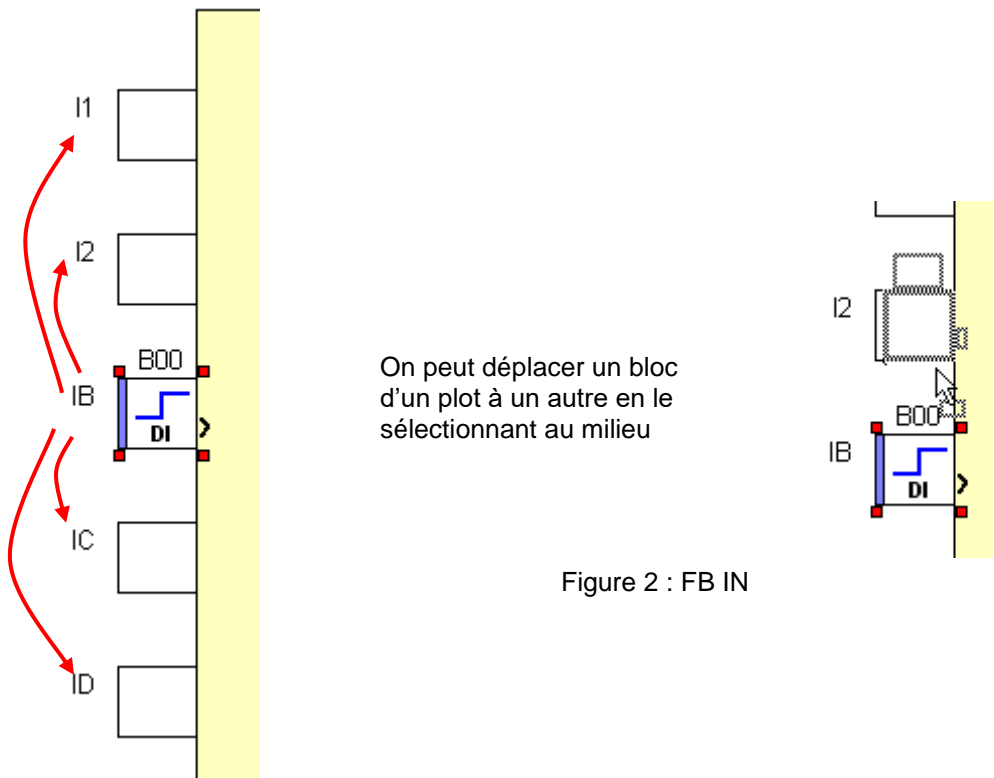 I1
I2
B00
IB
DI
IC
ID
On peut déplacer un bloc
d'un plot à un autre en le
sélectionnant au milieu
I2
B00
IB
DI
Figure 2 : FB IN